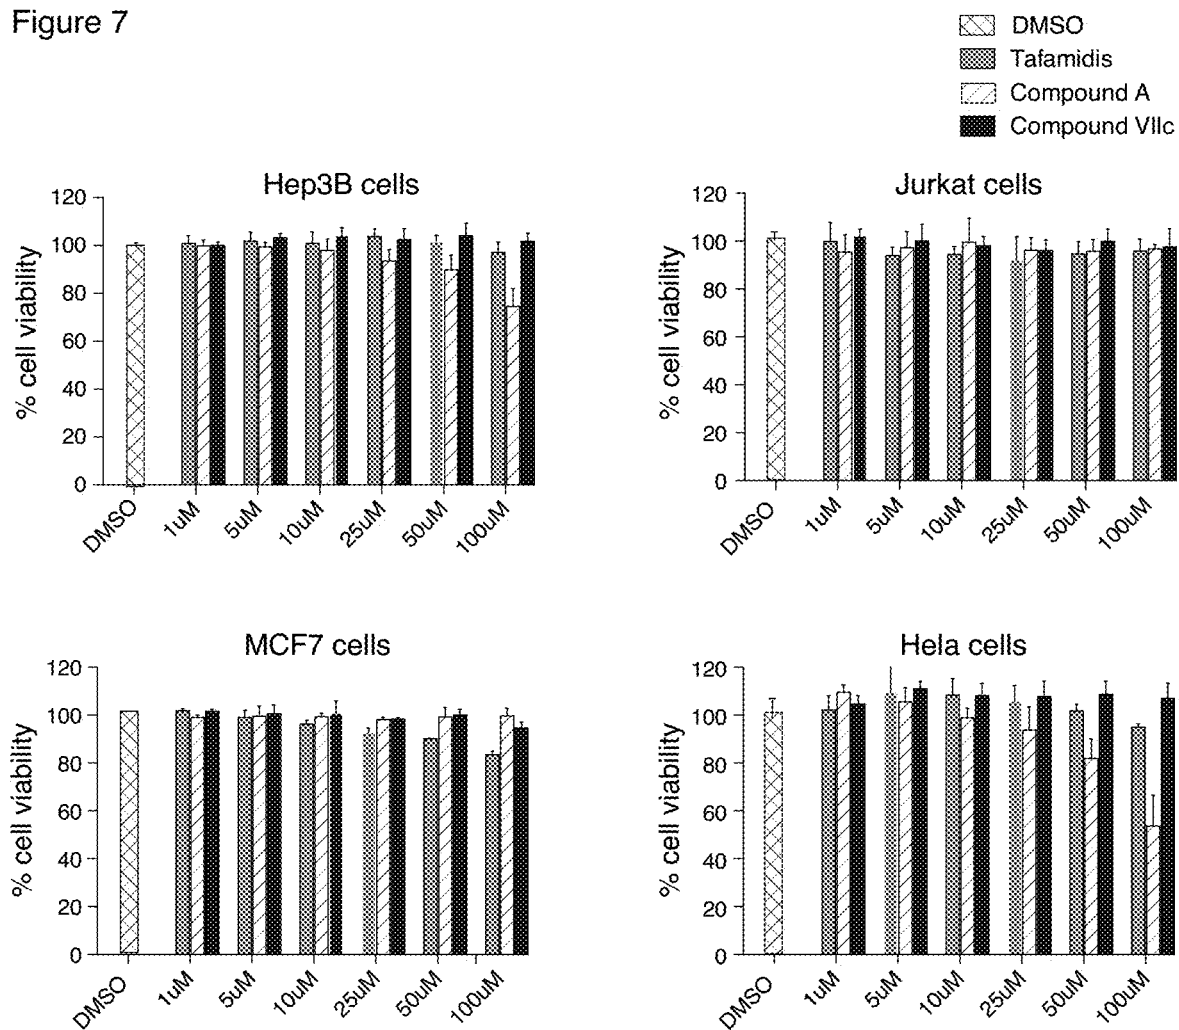 Figure 7
DMSO
Tafamidis
Compound A
Compound VIIc
Hep3B cells
% cell viability
120
100
80
60
40
20
0
DMSO
1uM
5uM
10uM
25uM
50uM
100uM
Jurkat cells
% cell viability
120
100
80
60
40
20
0
DMSO
1uM
5uM
10uM
25uM
50uM
100uM
MCF7 cells
% cell viability
120
100
80
60
40
20
0
DMSO
1uM
5uM
10uM
25uM
50uM
100uM
Hela cells
% cell viability
120
100
80
60
40
20
0
DMSO
1uM
5uM
10uM
25uM
50uM
100uM